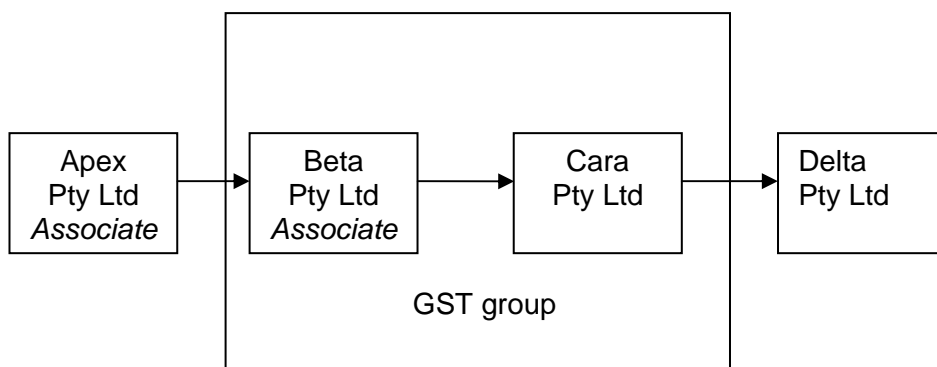 Apex
Pty Ltd
Associate
Beta
Pty Ltd
Associate
Cara
Pty Ltd
Delta
Pty Ltd
GST group